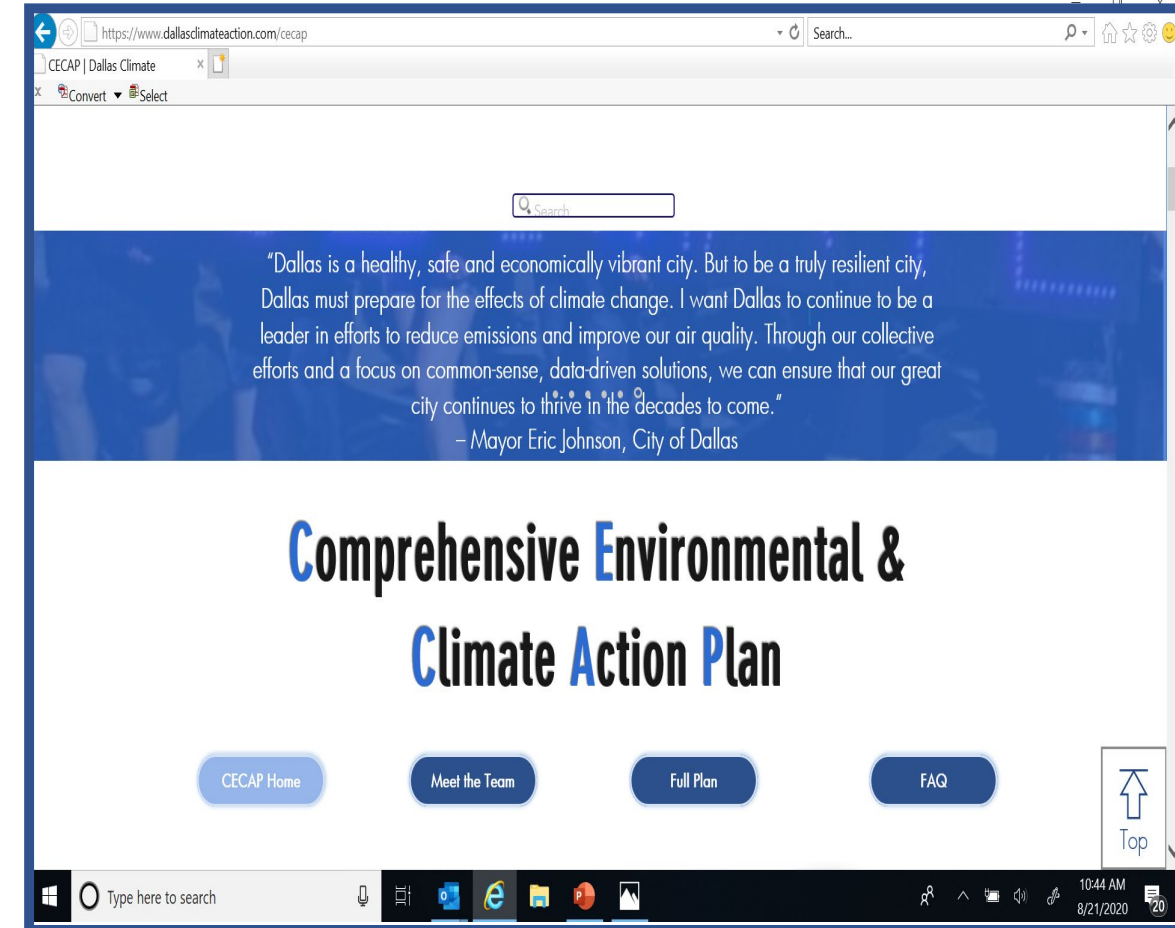 https://www.dallasclimateaction.com/cecap
Search...
CECAP | Dallas Climate
x
x
Convert
Select
Search
“Dallas is a healthy, safe and economically vibrant city. But to be a truly resilient city,
Dallas must prepare for the effects of climate change. I want Dallas to continue to be a
leader in efforts to reduce emissions and improve our air quality. Through our collective
efforts and a focus on common-sense, data-driven solutions, we can ensure that our great
city continues to thrive in the decades to come.”
– Mayor Eric Johnson, City of Dallas
Comprehensive Environmental &
Climate Action Plan
CECAP Home
Meet the Team
Full Plan
FAQ
Top
Type here to search
10:44 AM
8/21/2020
20